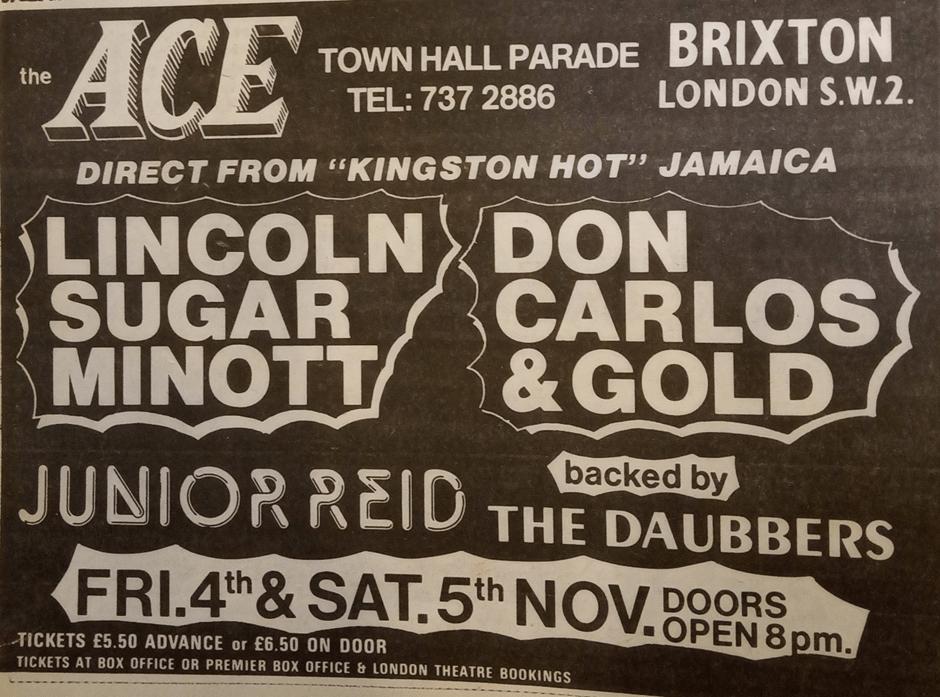 the ACE
TOWN HALL PARADE
TEL: 737 2886
BRIXTON
LONDON S.W.2.
DIRECT FROM "KINGSTON HOT" JAMAICA
LINCOLN
SUGAR
MINOTT
DON
CARLOS
& GOLD
JUNIOR REID
backed by
THE DAUBBERS
FRI. 4th & SAT. 5th NOV. DOORS
OPEN 8pm.
TICKETS £5.50 ADVANCE or £6.50 ON DOOR
TICKETS AT BOX OFFICE OR PREMIER BOX OFFICE & LONDON THEATRE BOOKINGS